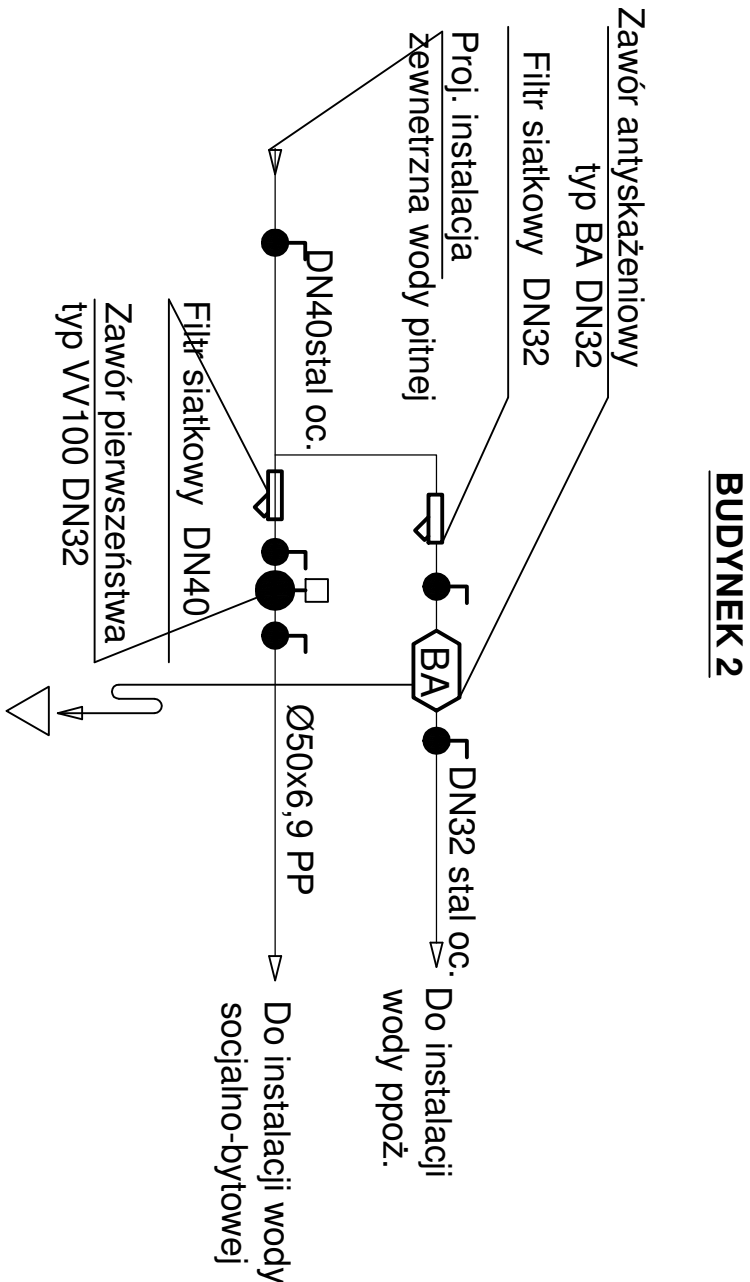 BUDYNEK 2
Zawór antyskażeniowy
typ BA DN32
Filtr siatkowy DN32
Proj. instalacja
zewnetrzna wody pitnej
DN40stal oc.
Filtr siatkowy DN40
Zawór pierwszeństwa
typ VV100 DN32
BA
DN32 stal oc.
Ø50x6,9 PP
Do instalacji
wody ppoż.
Do instalacji wody
socjalno-bytowej